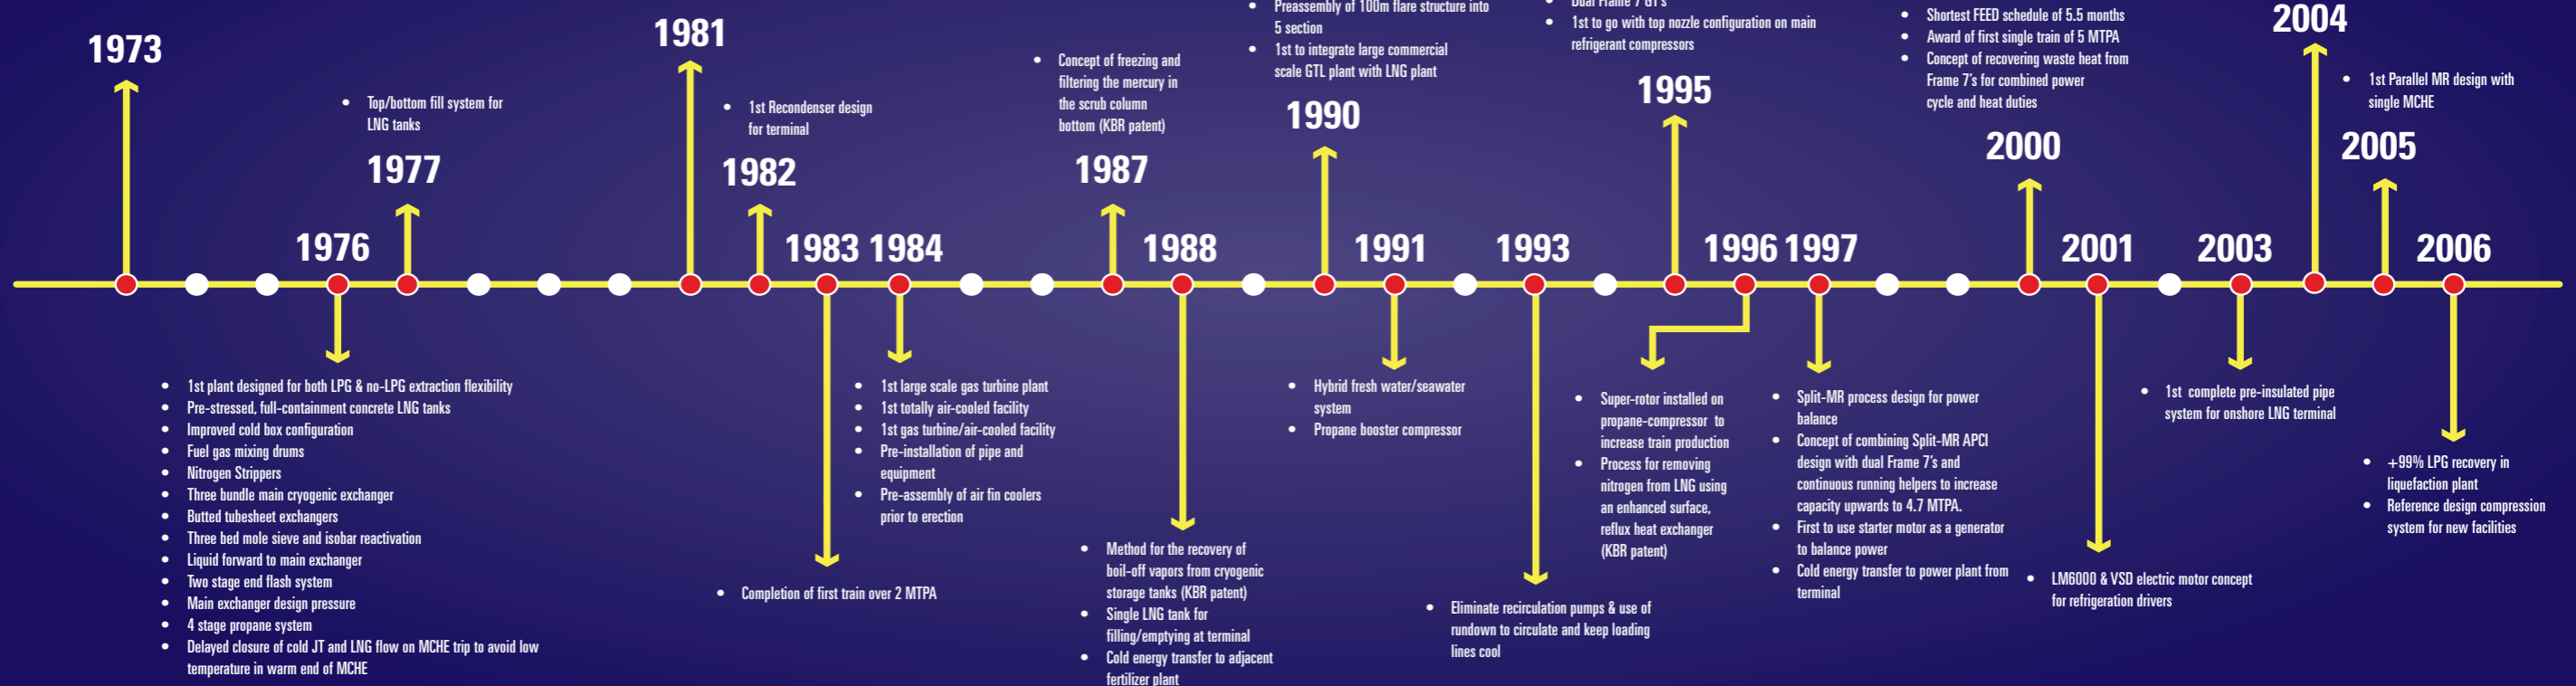 1973
1976
1st plant designed for both LPG & no-LPG extraction flexibility
Pre-stressed, full-containment concrete LNG tanks
Improved cold box configuration
Fuel gas mixing drums
Nitrogen Strippers
Three bundle main cryogenic exchanger
Butted tubesheet exchangers
Three bed mole sieve and isobar reactivation
Liquid forward to main exchanger
Two stage end flash system
Main exchanger design pressure
4 stage propane system
Delayed closure of cold JT and LNG flow on MCHE trip to avoid low
temperature in warm end of MCHE
Top/bottom fill system for
LNG tanks
1977
1981
1st Recondenser design
for terminal
1982
1983
Completion of first train over 2 MTPA
1984
1st large scale gas turbine plant
1st totally air-cooled facility
1st gas turbine/air-cooled facility
Pre-installation of pipe and
equipment
Pre-assembly of air fin coolers
prior to erection
Concept of freezing and
filtering the mercury in
the scrub column
bottom (KBR patent)
1987
1988
Method for the recovery of
boil-off vapors from cryogenic
storage tanks (KBR patent)
Single LNG tank for
filling/emptying at terminal
Cold energy transfer to adjacent
fertilizer plant
Preassembly of 100m flare structure into
5 section
1st to integrate large commercial
scale GTL plant with LNG plant
1990
1991
Hybrid fresh water/seawater
system
Propane booster compressor
1993
Eliminate recirculation pumps & use of
rundown to circulate and keep loading
lines cool
Dual Frame 7 GT's
1st to go with top nozzle configuration on main
refrigerant compressors
1995
1996
Super-rotor installed on
propane-compressor to
increase train production
Process for removing
nitrogen from LNG using
an enhanced surface,
reflux heat exchanger
(KBR patent)
1997
Split-MR process design for power
balance
Concept of combining Split-MR APCI
design with dual Frame 7's and
continuous running helpers to increase
capacity upwards to 4.7 MTPA.
First to use starter motor as a generator
to balance power
Cold energy transfer to power plant from
terminal
Shortest FEED schedule of 5.5 months
Award of first single train of 5 MTPA
Concept of recovering waste heat from
Frame 7's for combined power
cycle and heat duties
2000
2001
LM6000 & VSD electric motor concept
for refrigeration drivers
2003
1st complete pre-insulated pipe
system for onshore LNG terminal
2004
1st Parallel MR design with
single MCHE
2005
2006
+99% LPG recovery in
liquefaction plant
Reference design compression
system for new facilities